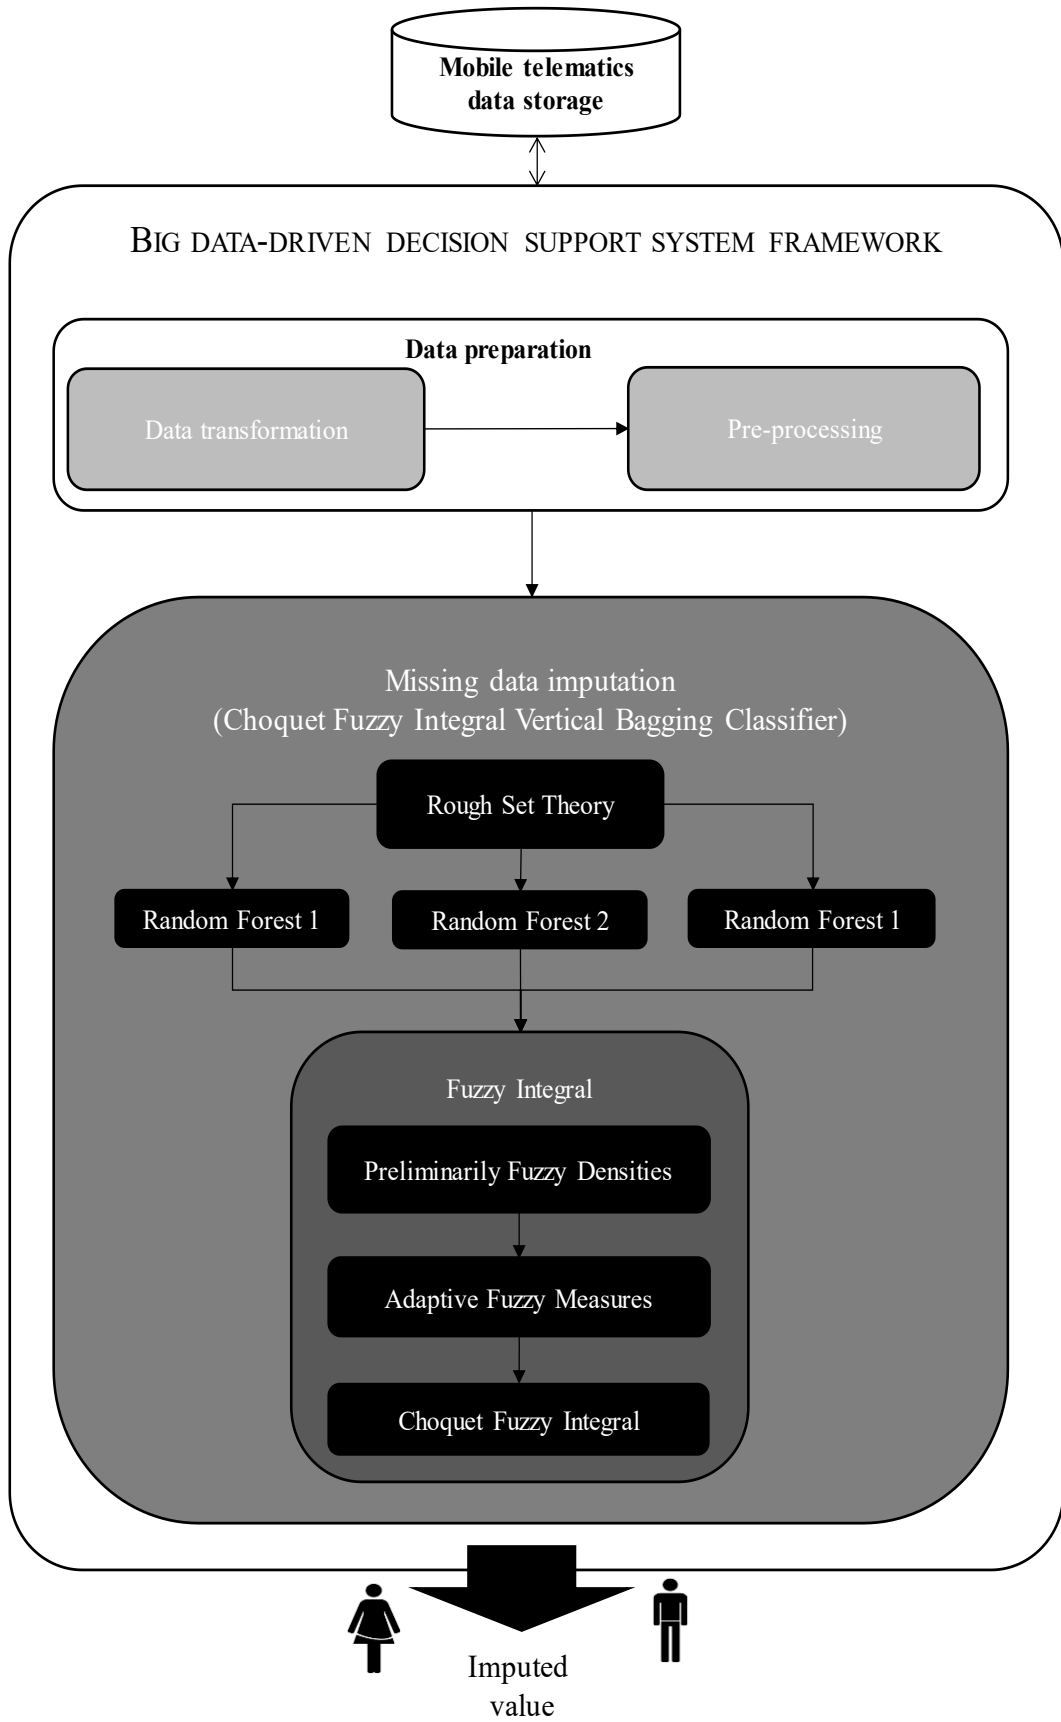 Mobile telematics
data storage
BIG DATA-DRIVEN DECISION SUPPORT SYSTEM FRAMEWORK
Data preparation
Data transformation
Pre-processing
Missing data imputation
(Choquet Fuzzy Integral Vertical Bagging Classifier)
Rough Set Theory
Random Forest 1
Random Forest 2
Random Forest 1
Fuzzy Integral
Preliminarily Fuzzy Densities
Adaptive Fuzzy Measures
Choquet Fuzzy Integral
Imputed
value